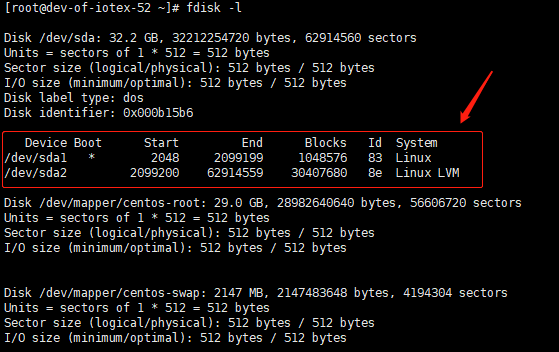 [root@dev-of-iotex-52 ~]# fdisk -l
Disk /dev/sda: 32.2 GB, 32212254720 bytes, 62914560 sectors
Units = sectors of 1 * 512 = 512 bytes
Sector size (logical/physical): 512 bytes / 512 bytes
I/O size (minimum/optimal): 512 bytes / 512 bytes
Disk label type: dos
Disk identifier: 0x000b15b6
Device Boot Start End Blocks Id System
/dev/sda1 * 2048 2099199 1048576 83 Linux
/dev/sda2 2099200 62914559 30407680 8e Linux LVM
Disk /dev/mapper/centos-root: 29.0 GB, 28982640640 bytes, 56606720 sectors
Units = sectors of 1 * 512 = 512 bytes
Sector size (logical/physical): 512 bytes / 512 bytes
I/O size (minimum/optimal): 512 bytes / 512 bytes
Disk /dev/mapper/centos-swap: 2147 MB, 2147483648 bytes, 4194304 sectors
Units = sectors of 1 * 512 = 512 bytes
Sector size (logical/physical): 512 bytes / 512 bytes
I/O size (minimum/optimal): 512 bytes / 512 bytes